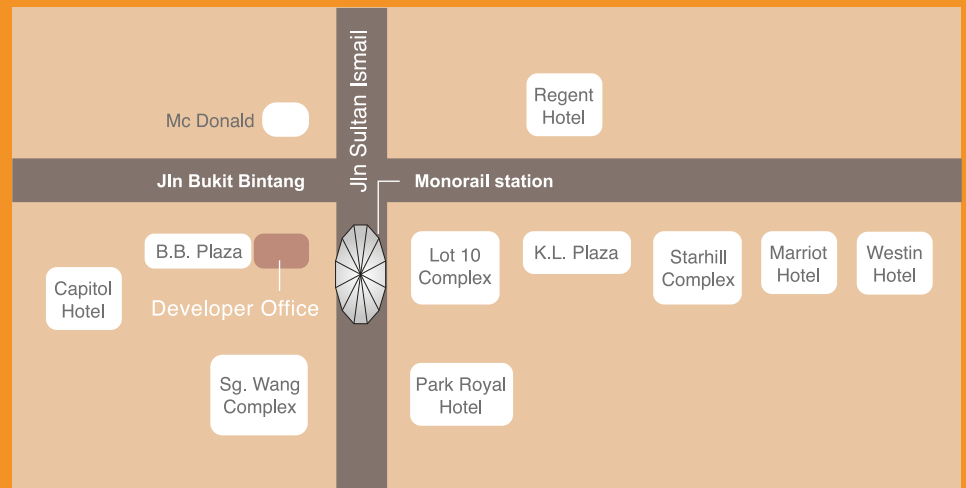 Jln Sultan Ismail
Regent
Hotel
Mc Donald
Jln Bukit Bintang
Monorail station
B.B. Plaza
Lot 10
Complex
K.L. Plaza
Starhill
Complex
Marriot
Hotel
Westin
Hotel
Capitol
Hotel
Developer Office
Sg. Wang
Complex
Park Royal
Hotel